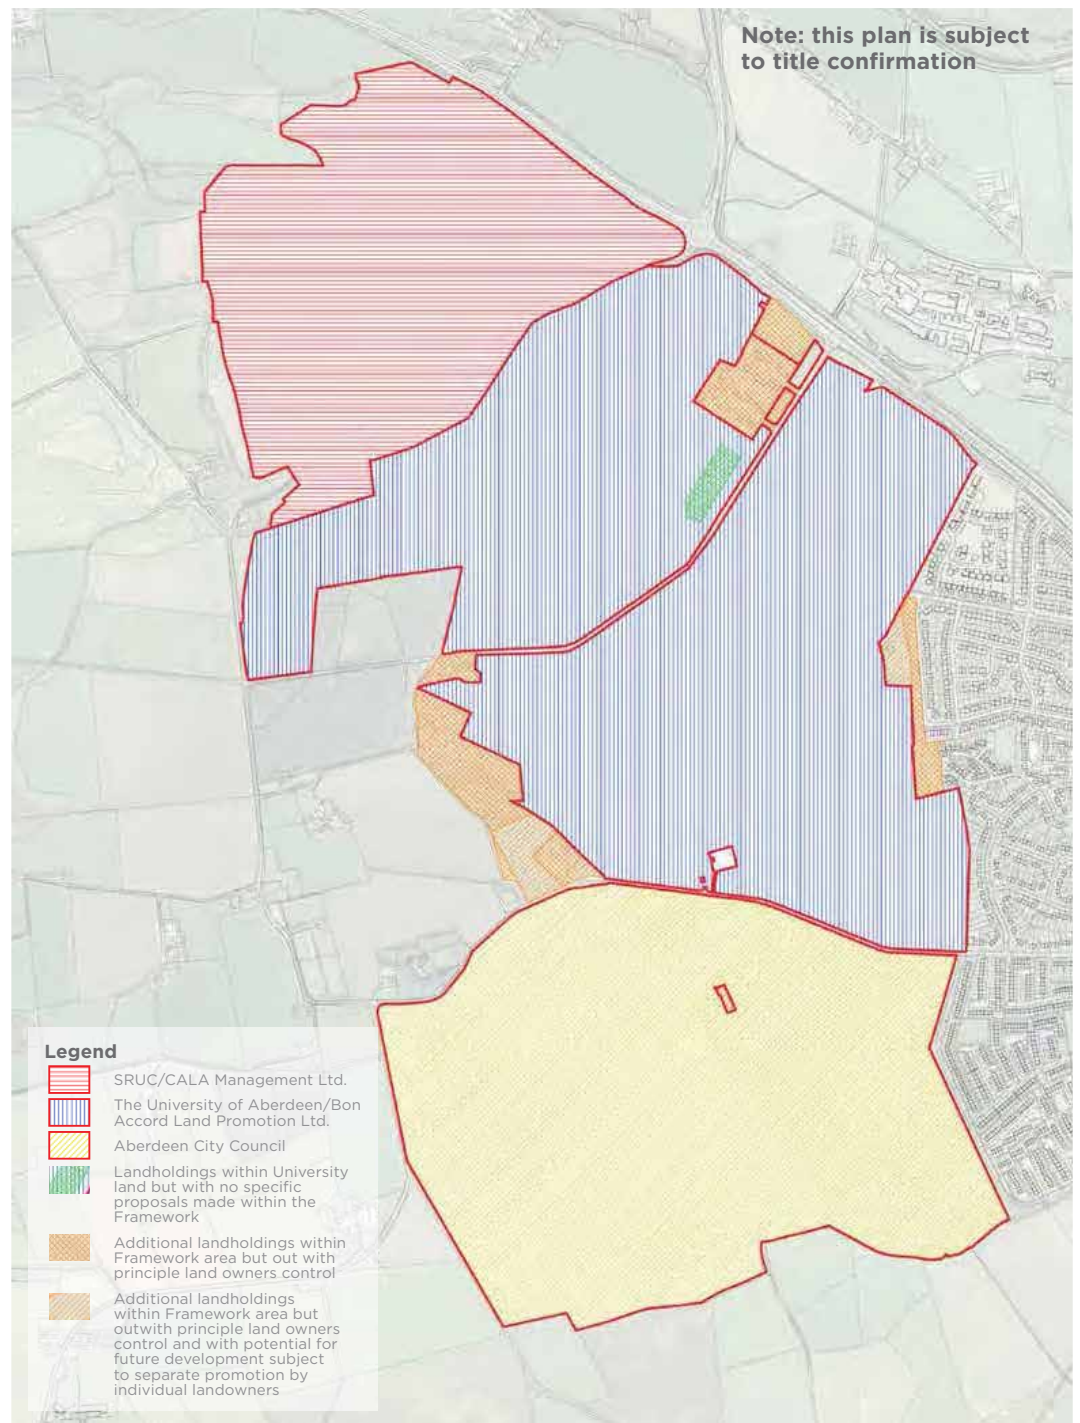 Note: this plan is subject
to title confirmation
Legend
SRUC/CALA Management Ltd.
The University of Aberdeen/Bon
Accord Land Promotion Ltd.
Aberdeen City Council
Landholdings within University
land but with no specific
proposals made within the
Framework
Additional landholdings within
Framework area but out with
principle land owners control
Additional landholdings
within Framework area but
outwith principle land owners
control and with potential for
future development subject
to separate promotion by
individual landowners